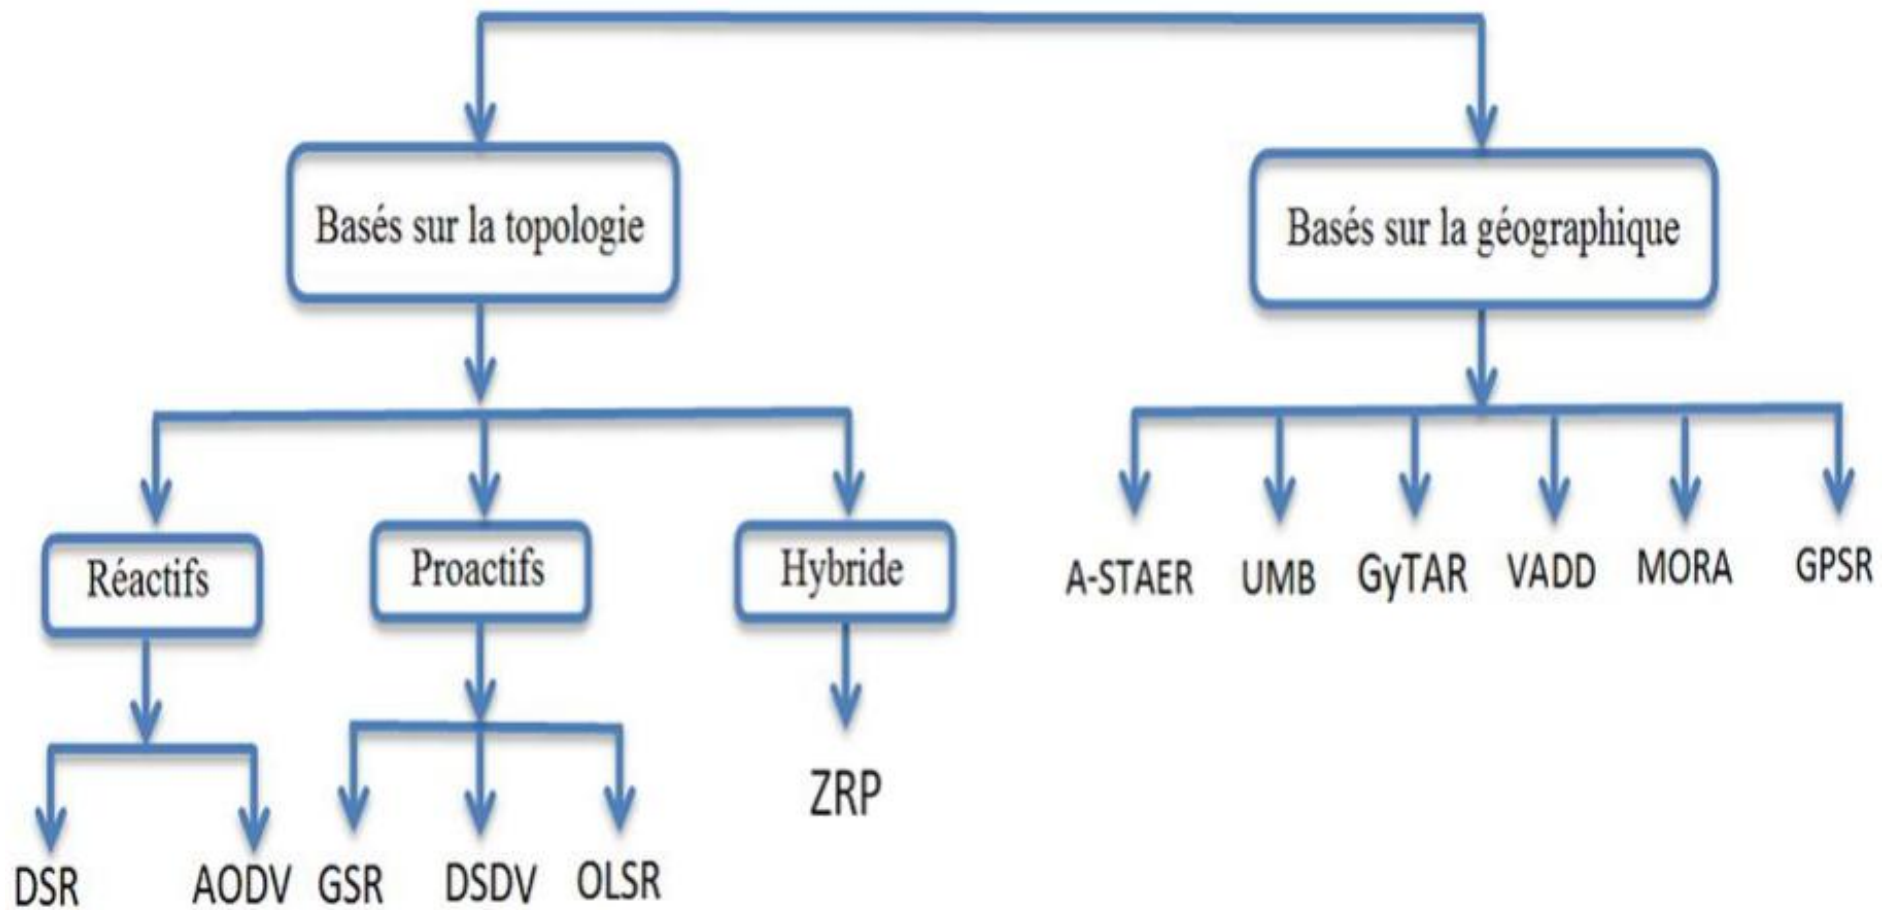 Basés sur la topologie
Basés sur la géographique
Réactifs
Proactifs
Hybride
A-STAER
UMB
GyTAR
VADD
MORA
GPSR
ZRP
DSR
AODV
GSR
DSDV
OLSR